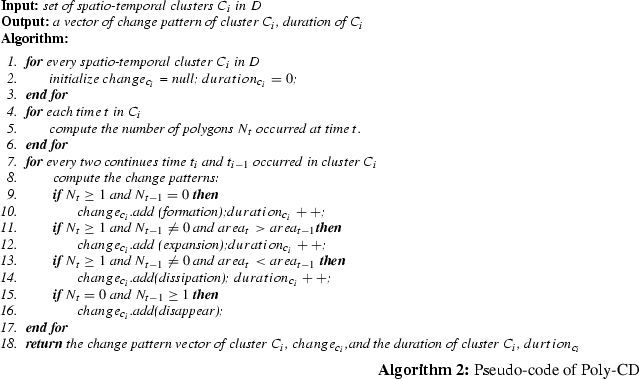 Input: set of spatio-temporal clusters C_i in D
Output: a vector of change pattern of cluster C_i, duration of C_i
Algorithm:
1. for every spatio-temporal cluster C_i in D
2. initialize change_{c_i} = null; duration_{c_i} = 0;
3. end for
4. for each time t in C_i
5. compute the number of polygons N_t occurred at time t.
6. end for
7. for every two continues time t_i and t_{i−1} occurred in cluster C_i
8. compute the change patterns:
9. if N_t ≥ 1 and N_{t−1} = 0 then
10. change_{c_i}.add (formation);duration_{c_i} ++;
11. if N_t ≥ 1 and N_{t−1} ≠ 0 and area_t > area_{t−1}then
12. change_{c_i}.add (expansion);duration_{c_i} ++;
13. if N_t ≥ 1 and N_{t−1} ≠ 0 and area_t < area_{t−1} then
14. change_{c_i}.add(dissipation); duration_{c_i} ++;
15. if N_t = 0 and N_{t−1} ≥ 1 then
16. change_{c_i}.add(disappear);
17. end for
18. return the change pattern vector of cluster C_i, change_{c_i},and the duration of cluster C_i, durtion_{c_i}
Algorithm 2: Pseudo-code of Poly-CD